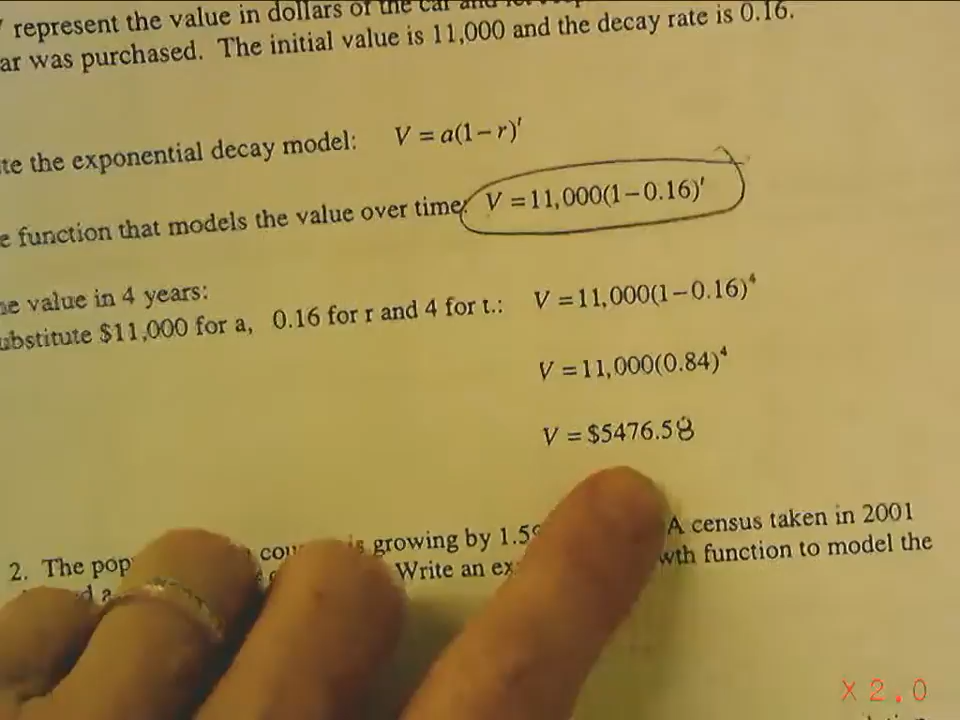 represent the value in dollars of the car and
ar was purchased. The initial value is 11,000 and the decay rate is 0.16.
te the exponential decay model: V = a(1-r)^t
e function that models the value over time: V = 11,000(1-0.16)^t
he value in 4 years:
ubstitute $11,000 for a, 0.16 for r and 4 for t.: V = 11,000(1-0.16)^4
V = 11,000(0.84)^4
V = $5476.58
2. The pop growing by 1.5 A census taken in 2001
Write an ex wth function to model the
X2.0